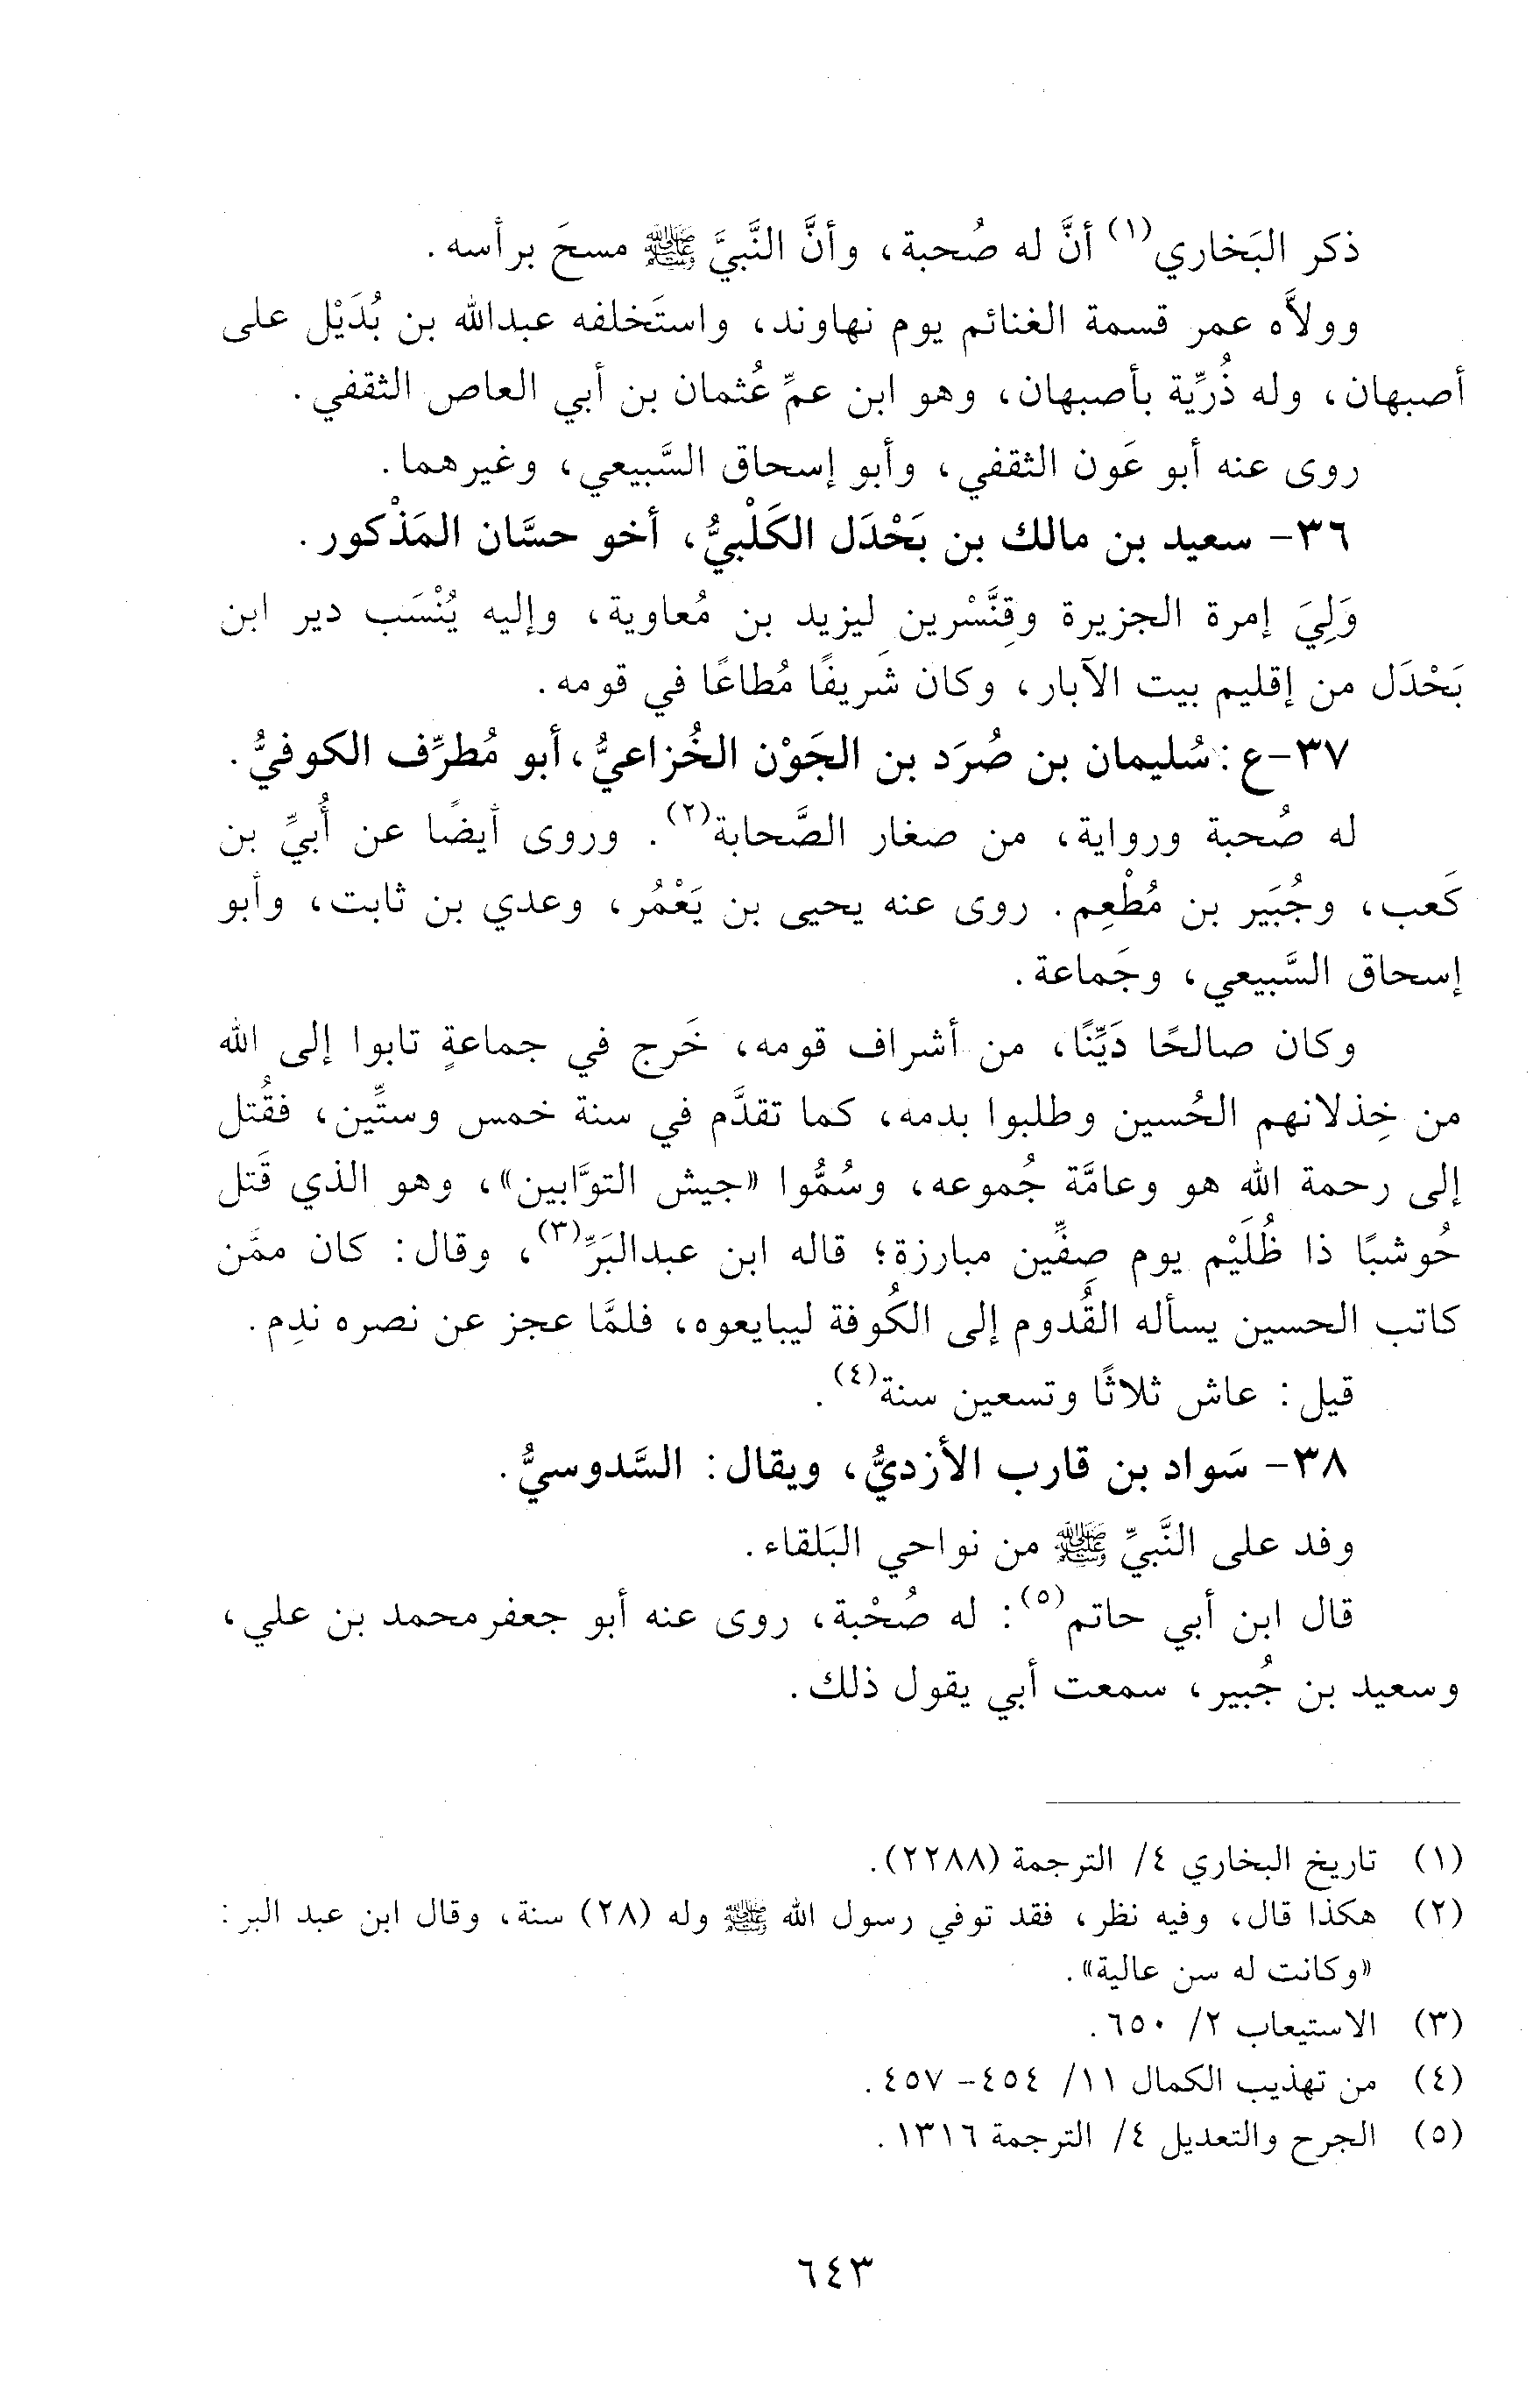 ذكر البَخاري(١) أنَّ له صُحبة، وأنَّ النَّبيَّ ﷺ مسحَ برأسه.
وولاَّه عمر قسمة الغنائم يوم نهاوند، واستَخلفه عبدالله بن بُدَيْل على
أصبهان، وله ذُرِّية بأصبهان، وهو ابن عمِّ عُثمان بن أبي العاص الثقفي.
روى عنه أبو عَون الثقفي، وأبو إسحاق السَّبيعي، وغيرهما.
٣٦- سعيد بن مالك بن بَحْدَل الكَلْبيُّ، أخو حسَّان المَذْكور.
وَلِيَ إمرة الجزيرة وقِنَّسْرين لِيزيد بن مُعاوية، وإليه يُنْسَب دير ابن
بَحْدَل من إقليم بيت الآبار، وكان شريفًا مُطاعًا في قومه.
٣٧-ع: سُليمان بن صُرَد بن الجَوْن الخُزاعيُّ، أبو مُطرِّف الكوفيُّ.
له صُحبة ورواية، من صغار الصَّحابة(٢). وروى أيضًا عن أُبيِّ بن
كَعب، وجُبَير بن مُطْعِم. روى عنه يحيى بن يَعْمُر، وعدي بن ثابت، وأبو
إسحاق السَّبيعي، وجَماعة.
وكان صالحًا دَيِّنًا، من أشراف قومه، خَرج في جماعةٍ تابوا إلى الله
من خِذلانهم الحُسين وطلبوا بدمه، كما تقدَّم في سنة خمس وستِّين، فقُتل
إلى رحمة الله هو وعامَّة جُموعه، وسُمُّوا «جيش التوَّابين»، وهو الذي قَتل
حُوشبًا ذا ظُلَيْم يوم صِفِّين مبارزة؛ قاله ابن عبدالبَرِّ(٣)، وقال: كان ممَّن
كاتب الحسين يسأله القُدوم إلى الكُوفة ليبايعوه، فلمَّا عجز عن نصره ندِم.
قيل: عاش ثلاثًا وتسعين سنة(٤).
٣٨- سَواد بن قارب الأزديُّ، ويقال: السَّدوسيُّ.
وفد على النَّبيِّ ﷺ من نواحي البَلقاء.
قال ابن أبي حاتم(٥): له صُحْبة، روى عنه أبو جعفرمحمد بن علي،
وسعيد بن جُبير، سمعت أبي يقول ذلك.
(١) تاريخ البخاري ٤/ الترجمة (٢٢٨٨).
(٢) هكذا قال، وفيه نظر، فقد توفي رسول الله ﷺ وله (٢٨) سنة، وقال ابن عبد البر:
«وكانت له سن عالية».
(٣) الاستيعاب ٢/ ٦٥٠.
(٤) من تهذيب الكمال ١١/ ٤٥٤- ٤٥٧.
(٥) الجرح والتعديل ٤/ الترجمة ١٣١٦.
٦٤٣